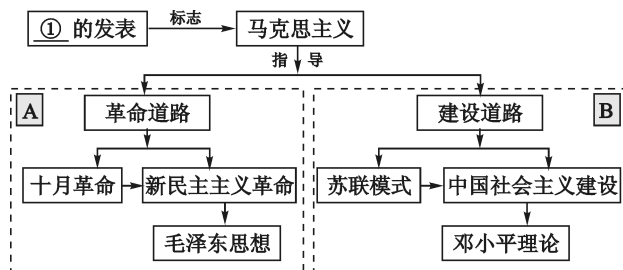 ① 的发表
标志
马克思主义
指 导
A
革命道路
建设道路
B
十月革命
新民主主义革命
苏联模式
中国社会主义建设
毛泽东思想
邓小平理论